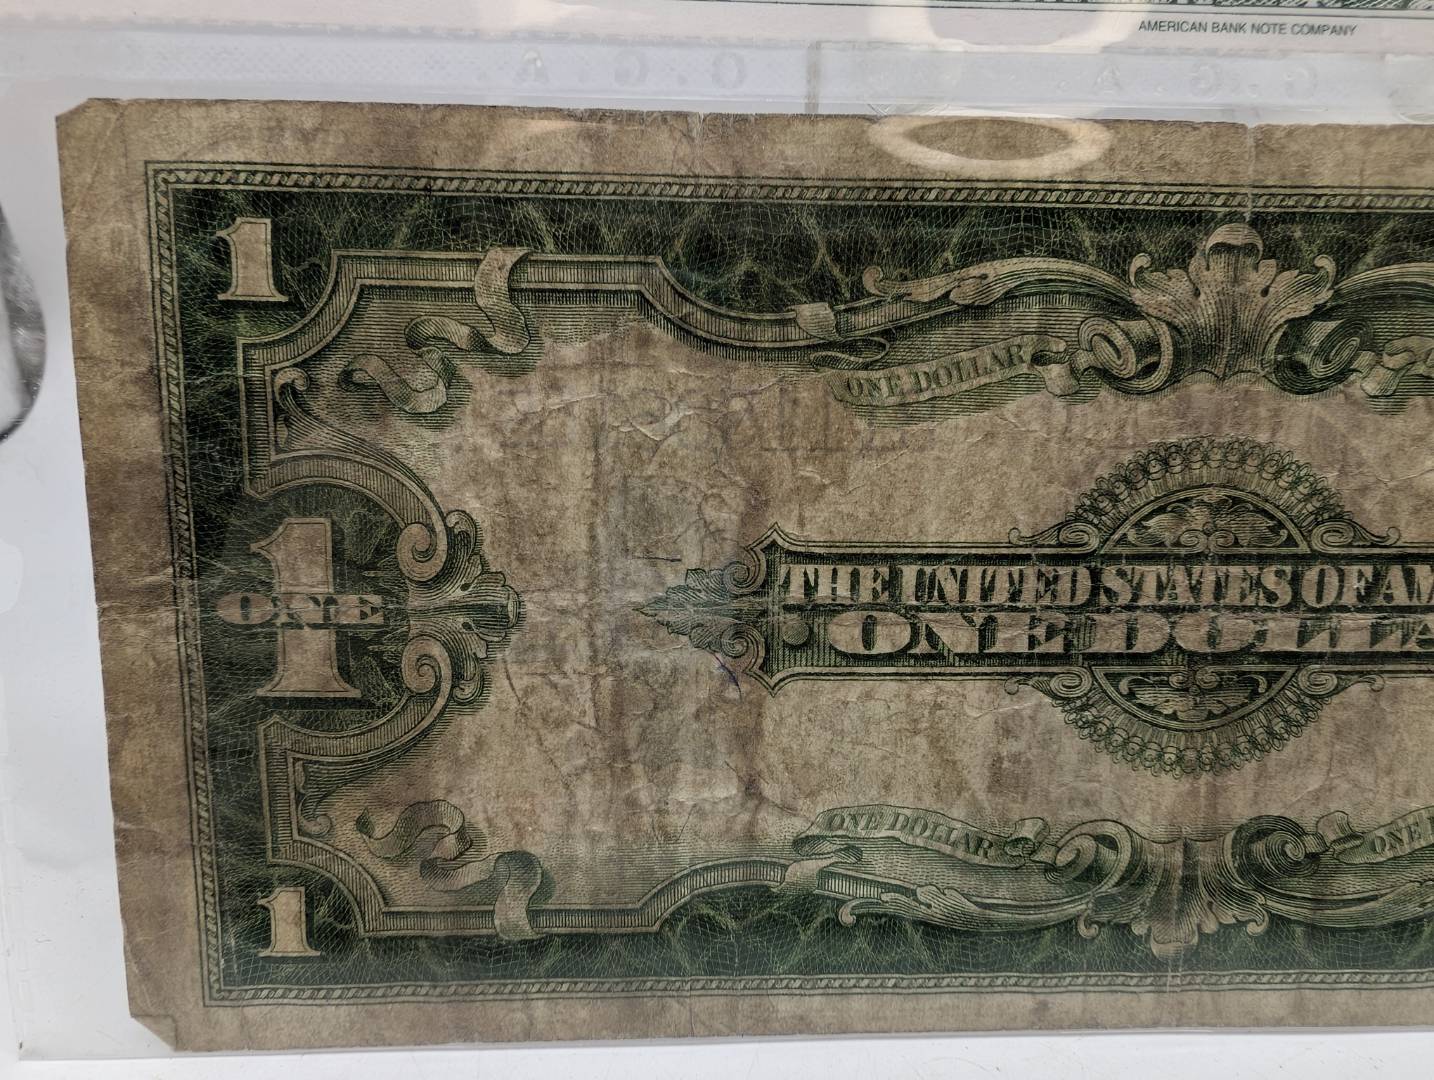 AMERICAN BANK NOTE COMPANY
1
ONE DOLLAR
THE UNITED STATES OF AM
ONE DOLLA
1
ONE
ONE DOLLAR
ONE
1